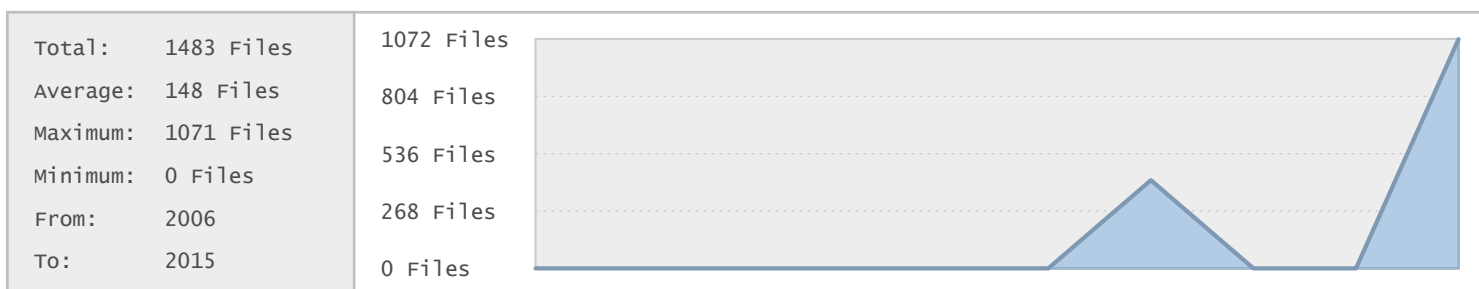 Total: 1483 Files
Average: 148 Files
Maximum: 1071 Files
Minimum: 0 Files
From: 2006
To: 2015
1072 Files
804 Files
536 Files
268 Files
0 Files